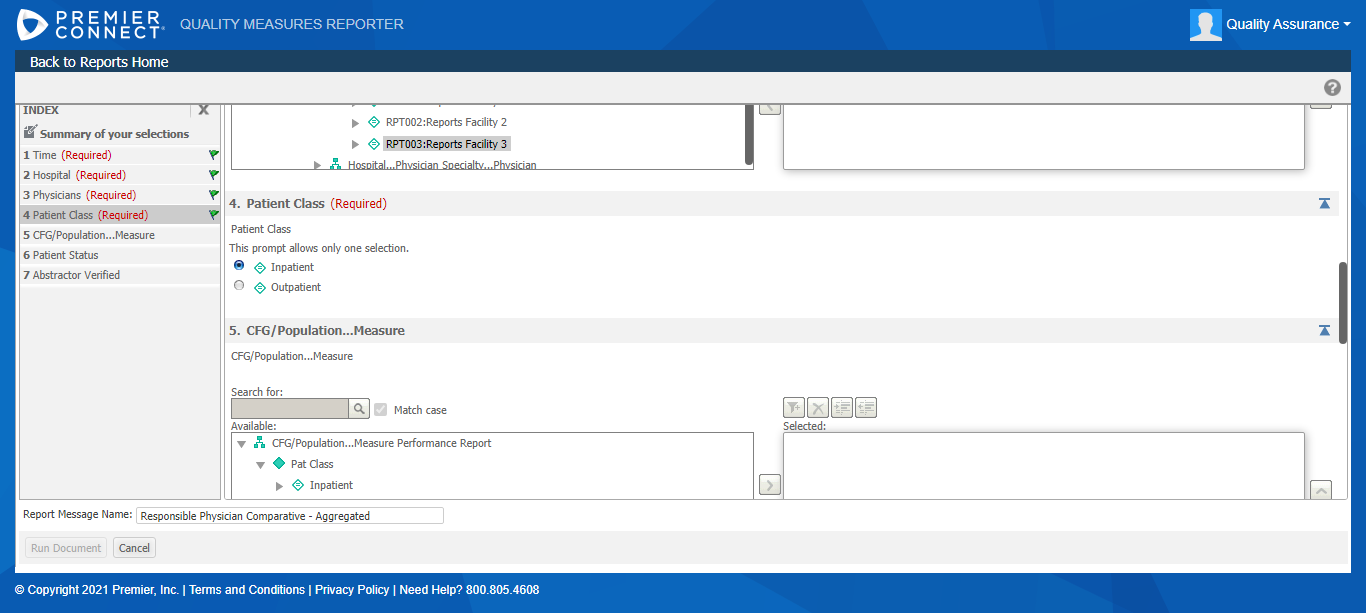 PREMIER CONNECT
QUALITY MEASURES REPORTER
Quality Assurance
Back to Reports Home
?
INDEX X
Summary of your selections
1 Time (Required)
2 Hospital (Required)
3 Physicians (Required)
4 Patient Class (Required)
5 CFG/Population...Measure
6 Patient Status
7 Abstractor Verified
RPT002:Reports Facility 2
RPT003:Reports Facility 3
Hospital...Physician Specialty...Physician
4. Patient Class (Required)
Patient Class
This prompt allows only one selection.
Inpatient
Outpatient
5. CFG/Population...Measure
CFG/Population...Measure
Search for:
Match case
Available:
CFG/Population...Measure Performance Report
Pat Class
Inpatient
Selected:
Report Message Name: Responsible Physician Comparative - Aggregated
Run Document Cancel
© Copyright 2021 Premier, Inc. | Terms and Conditions | Privacy Policy | Need Help? 800.805.4608